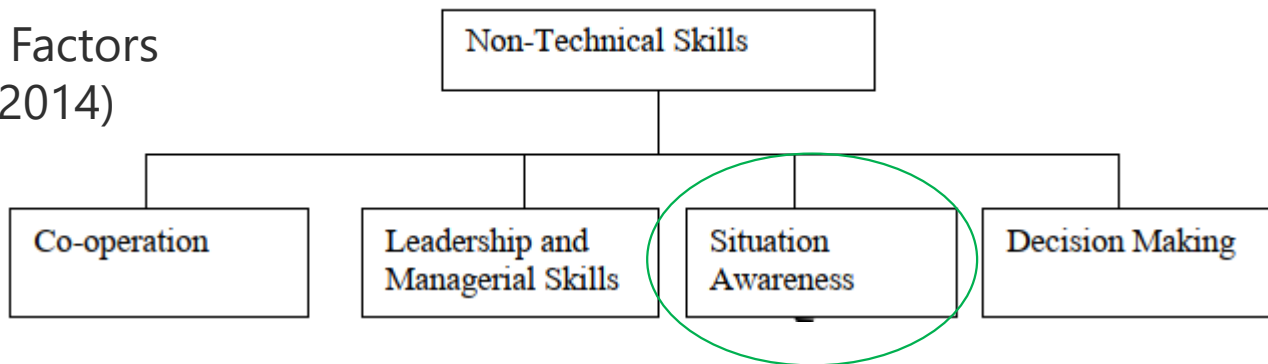 Factors
2014)
Non-Technical Skills
Co-operation
Leadership and
Managerial Skills
Situation
Awareness
Decision Making